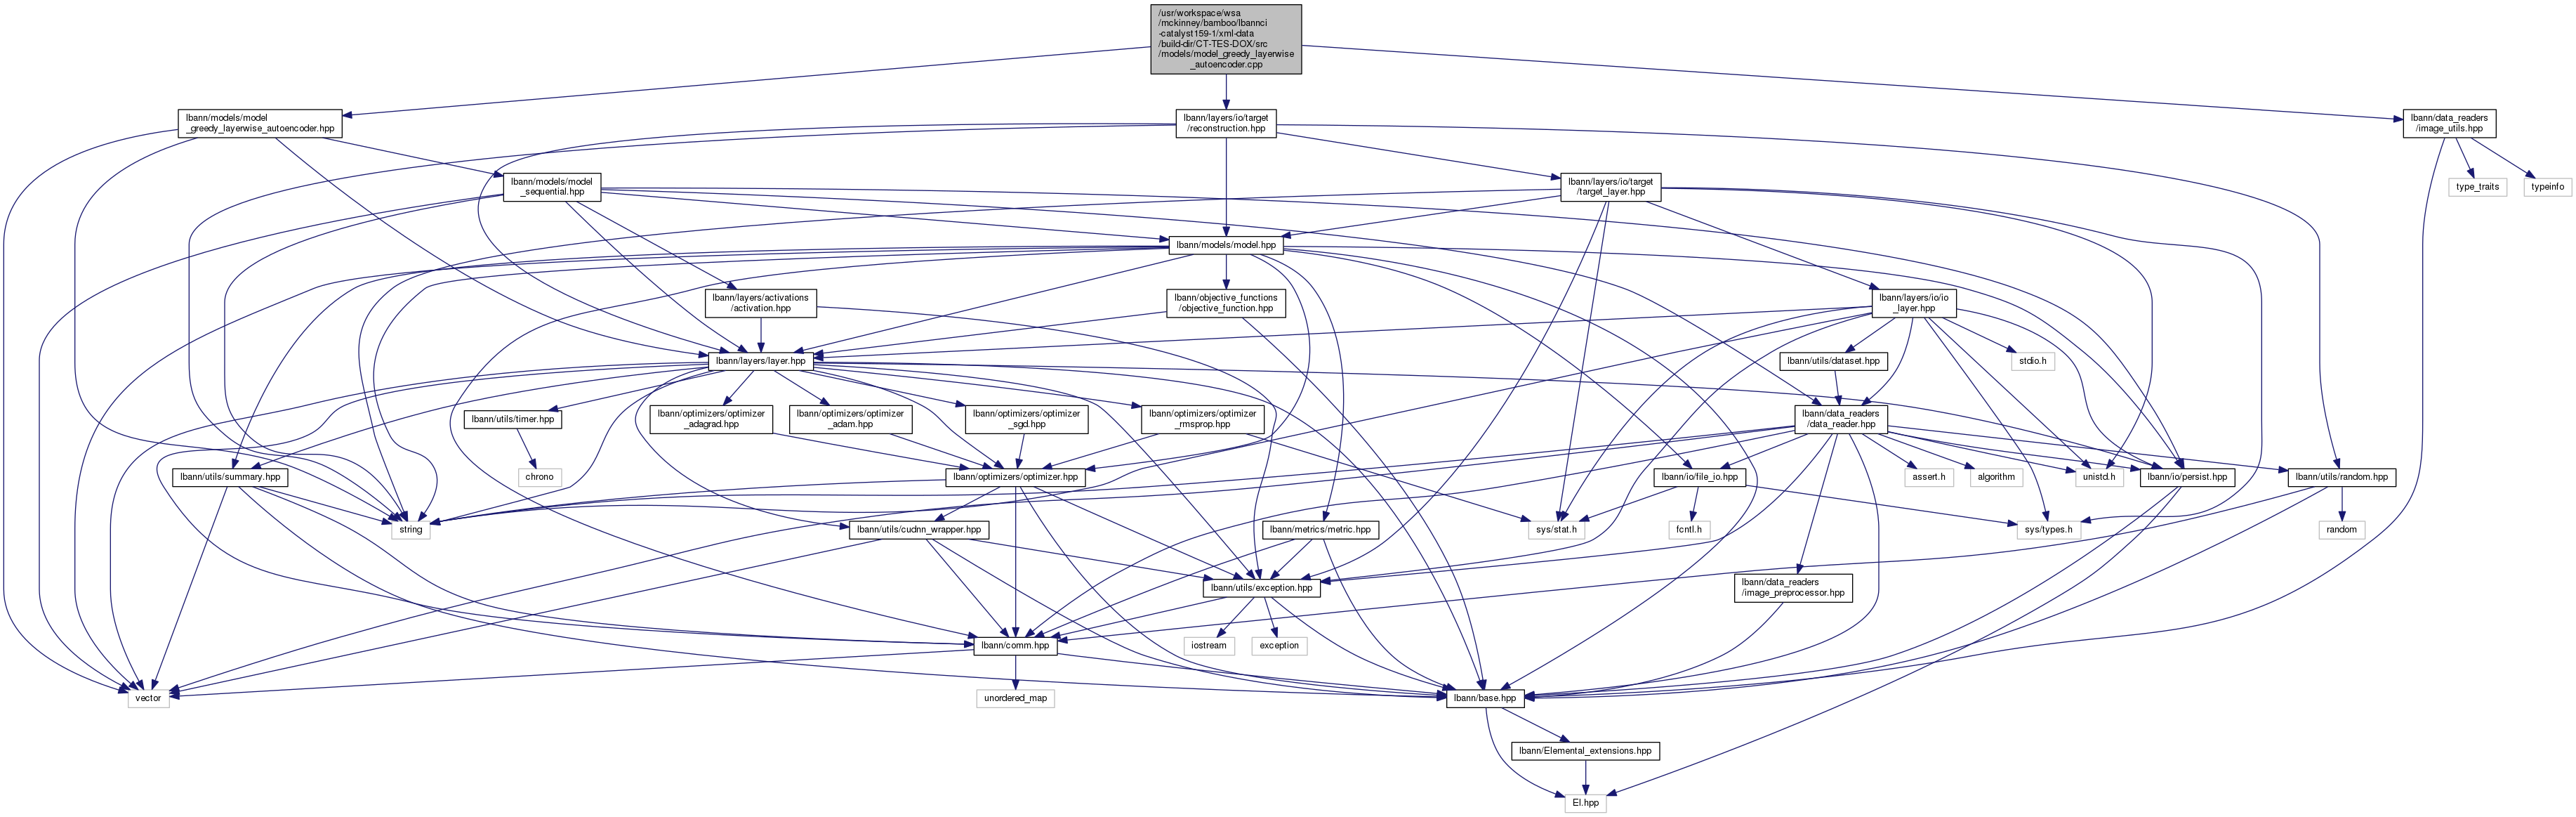 /usr/workspace/wsa
/mckinney/bamboo/lbannci
-catalyst159-1/xml-data
/build-dir/CT-TES-DOX/src
/models/model_greedy_layerwise
_autoencoder.cpp
lbann/models/model
_greedy_layerwise_autoencoder.hpp
lbann/layers/io/target
/reconstruction.hpp
lbann/data_readers
/image_utils.hpp
lbann/models/model
_sequential.hpp
lbann/layers/io/target
/target_layer.hpp
type_traits
typeinfo
lbann/models/model.hpp
lbann/layers/activations
/activation.hpp
lbann/objective_functions
/objective_function.hpp
lbann/layers/io/io
_layer.hpp
lbann/layers/layer.hpp
lbann/utils/dataset.hpp
stdio.h
lbann/utils/timer.hpp
lbann/optimizers/optimizer
_adagrad.hpp
lbann/optimizers/optimizer
_adam.hpp
lbann/optimizers/optimizer
_sgd.hpp
lbann/optimizers/optimizer
_rmsprop.hpp
lbann/data_readers
/data_reader.hpp
lbann/utils/summary.hpp
chrono
lbann/optimizers/optimizer.hpp
lbann/io/file_io.hpp
assert.h
algorithm
unistd.h
lbann/io/persist.hpp
lbann/utils/random.hpp
string
lbann/utils/cudnn_wrapper.hpp
lbann/metrics/metric.hpp
sys/stat.h
fcntl.h
sys/types.h
random
lbann/utils/exception.hpp
lbann/data_readers
/image_preprocessor.hpp
lbann/comm.hpp
iostream
exception
vector
unordered_map
lbann/base.hpp
lbann/Elemental_extensions.hpp
El.hpp